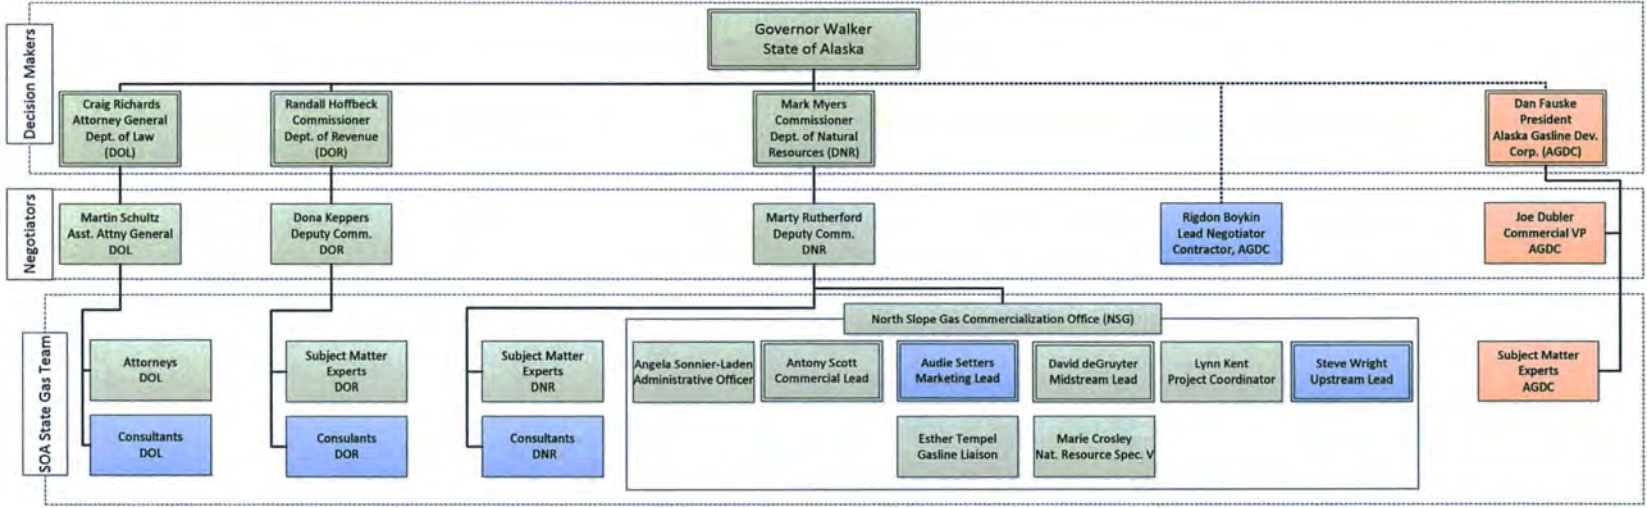 Decision Makers
Governor Walker
State of Alaska
Craig Richards
Attorney General
Dept. of Law
(DOL)
Randall Hoffbeck
Commissioner
Dept. of Revenue
(DOR)
Mark Myers
Commissioner
Dept. of Natural
Resources (DNR)
Dan Fauske
President
Alaska Gasline Dev.
Corp. (AGDC)
Negotiators
Martin Schultz
Asst. Attny General
DOL
Dona Keppers
Deputy Comm.
DOR
Marty Rutherford
Deputy Comm.
DNR
Rigdon Boykin
Lead Negotiator
Contractor, AGDC
Joe Dubler
Commercial VP
AGDC
SOA State Gas Team
North Slope Gas Commercialization Office (NSG)
Attorneys
DOL
Subject Matter
Experts
DOR
Subject Matter
Experts
DNR
Angela Sonnier-Laden
Administrative Officer
Antony Scott
Commercial Lead
Audie Setters
Marketing Lead
David deGruyter
Midstream Lead
Lynn Kent
Project Coordinator
Steve Wright
Upstream Lead
Subject Matter
Experts
AGDC
Consultants
DOL
Consulants
DOR
Consultants
DNR
Esther Tempel
Gasline Liaison
Marie Crosley
Nat. Resource Spec. V